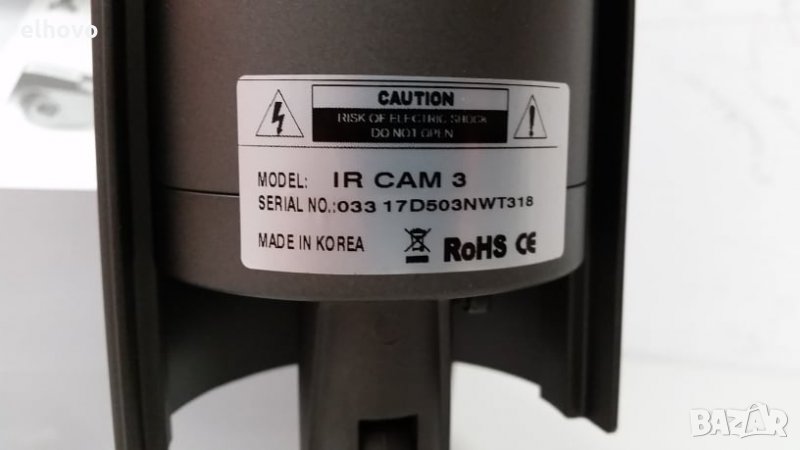 elhovo
CAUTION
RISK OF ELECTRIC SHOCK
DO NOT OPEN
MODEL: IR CAM 3
SERIAL NO.:033 17D503NWT318
MADE IN KOREA RoHS CE
BAZAR